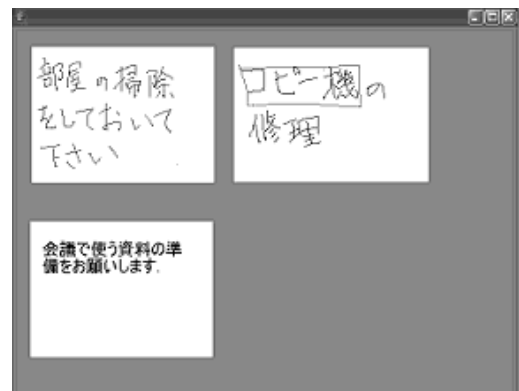 部屋の掃除
をしておいて
下さい
コピー機の
修理
会議で使う資料の準
備をお願いします.